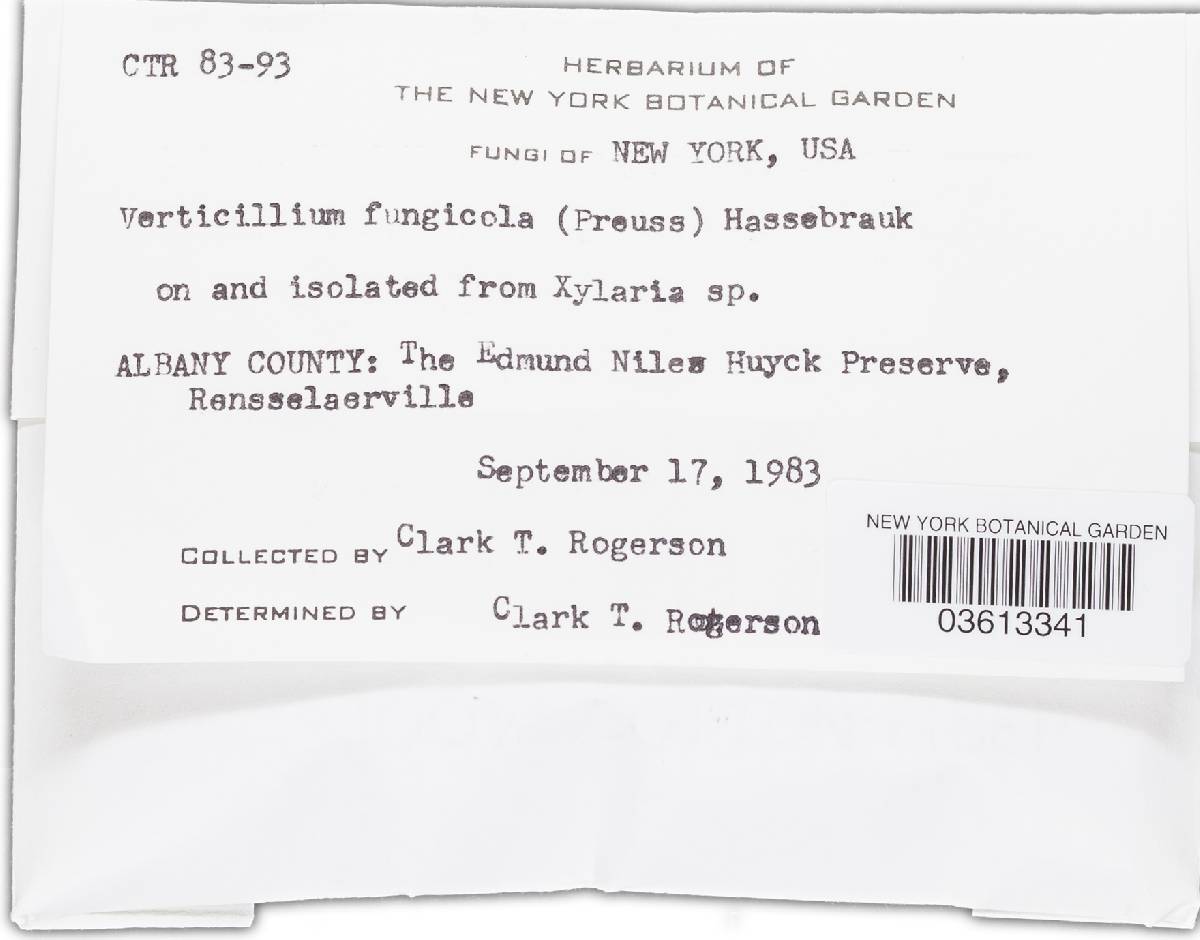 CTR 83-93
HERBARIUM OF
THE NEW YORK BOTANICAL GARDEN
FUNGI OF NEW YORK, USA
Verticillium fungicola (Preuss) Hassebrauk
on and isolated from Xylaria sp.
ALBANY COUNTY: The Edmund Niles Huyck Preserve,
Rensselaerville
September 17, 1983
COLLECTED BY Clark T. Rogerson
DETERMINED BY Clark T. Rogerson
NEW YORK BOTANICAL GARDEN
03613341